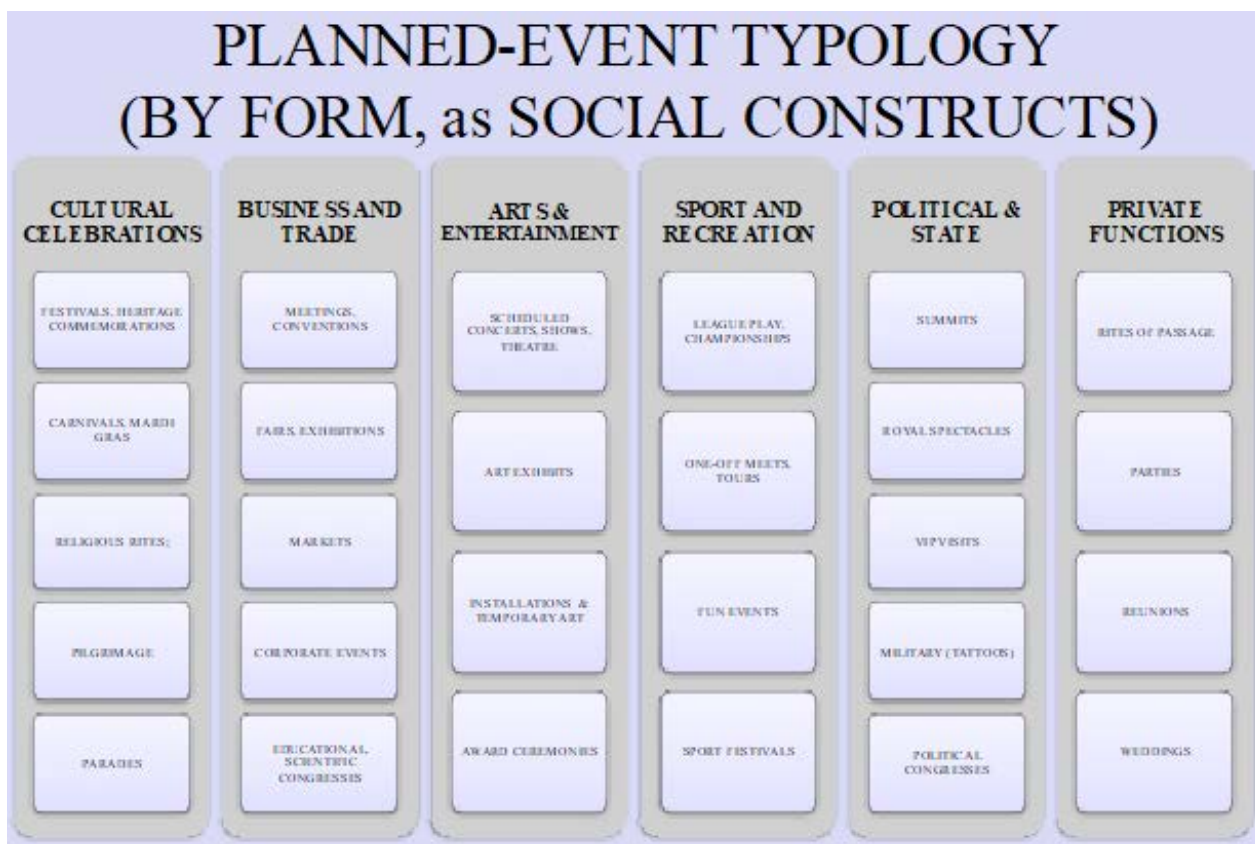 PLANNED-EVENT TYPOLOGY
(BY FORM, as SOCIAL CONSTRUCTS)
CULTURAL
CELEBRATIONS
FESTIVALS, HERITAGE
COMMEMORATIONS
CARNIVALS, MARDI
GRAS
RELIGIOUS RITES;
PILGRIMAGE
PARADES
BUSINESS AND
TRADE
MEETINGS,
CONVENTIONS
FAIRS, EXHIBITIONS
MARKETS
CORPORATE EVENTS
EDUCATIONAL,
SCIENTIFIC
CONGRESSES
ARTS &
ENTERTAINMENT
SCHEDULED
CONCERTS, SHOWS,
THEATRE
ART EXHIBITS
INSTALLATIONS &
TEMPORARY ART
AWARD CEREMONIES
SPORT AND
RECREATION
LEAGUE PLAY,
CHAMPIONSHIPS
ONE-OFF MEETS,
TOURS
FUN EVENTS
SPORT FESTIVALS
POLITICAL &
STATE
SUMMITS
ROYAL SPECTACLES
VIP VISITS
MILITARY (TATTOOS)
POLITICAL
CONGRESSES
PRIVATE
FUNCTIONS
RITES OF PASSAGE
PARTIES
REUNIONS
WEDDINGS